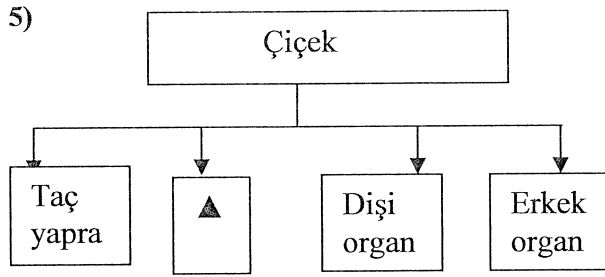 5)
Çiçek
Taç
yapra
Dişi
organ
Erkek
organ